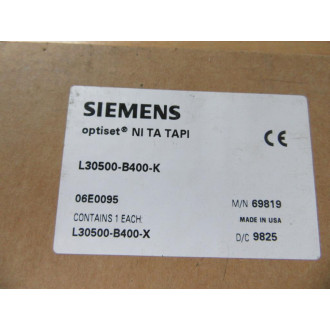 SIEMENS
optiset® NI TA TAPI
CE
L30500-B400-K
06E0095
M/N 69819
CONTAINS 1 EACH:
MADE IN USA
L30500-B400-X
D/C 9825